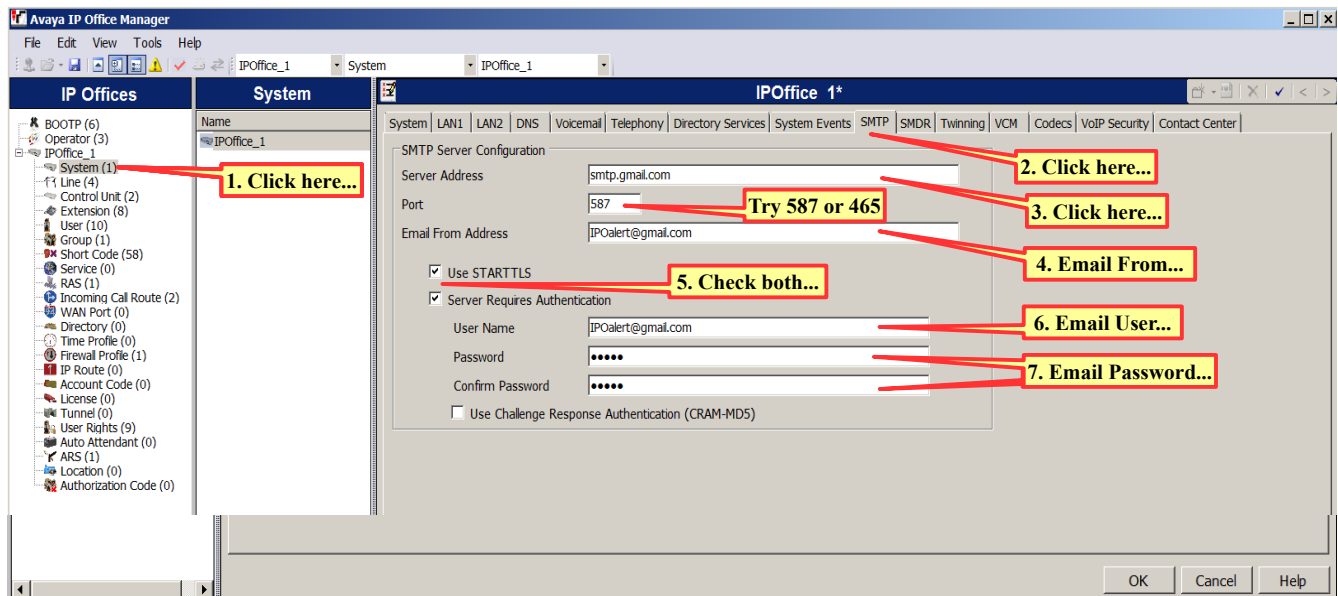 Avaya IP Office Manager
File Edit View Tools Help
IPOffice_1 System IPOffice_1
IP Offices
BOOTP (6)
Operator (3)
IPOffice_1
System (1)
Line (4)
Control Unit (2)
Extension (8)
User (10)
Group (1)
Short Code (58)
Service (0)
RAS (1)
Incoming Call Route (2)
WAN Port (0)
Directory (0)
Time Profile (0)
Firewall Profile (1)
IP Route (0)
Account Code (0)
License (0)
Tunnel (0)
User Rights (9)
Auto Attendant (0)
ARS (1)
Location (0)
Authorization Code (0)
1. Click here...
System
Name
IPOffice_1
IPOffice 1*
System LAN1 LAN2 DNS Voicemail Telephony Directory Services System Events SMTP SMDR Twinning VCM Codecs VoIP Security Contact Center
2. Click here...
SMTP Server Configuration
Server Address smtp.gmail.com
3. Click here...
Port 587
Try 587 or 465
Email From Address IPOalert@gmail.com
4. Email From...
Use STARTTLS
5. Check both...
Server Requires Authentication
User Name IPOalert@gmail.com
6. Email User...
Password •••••
7. Email Password...
Confirm Password •••••
Use Challenge Response Authentication (CRAM-MD5)
OK Cancel Help